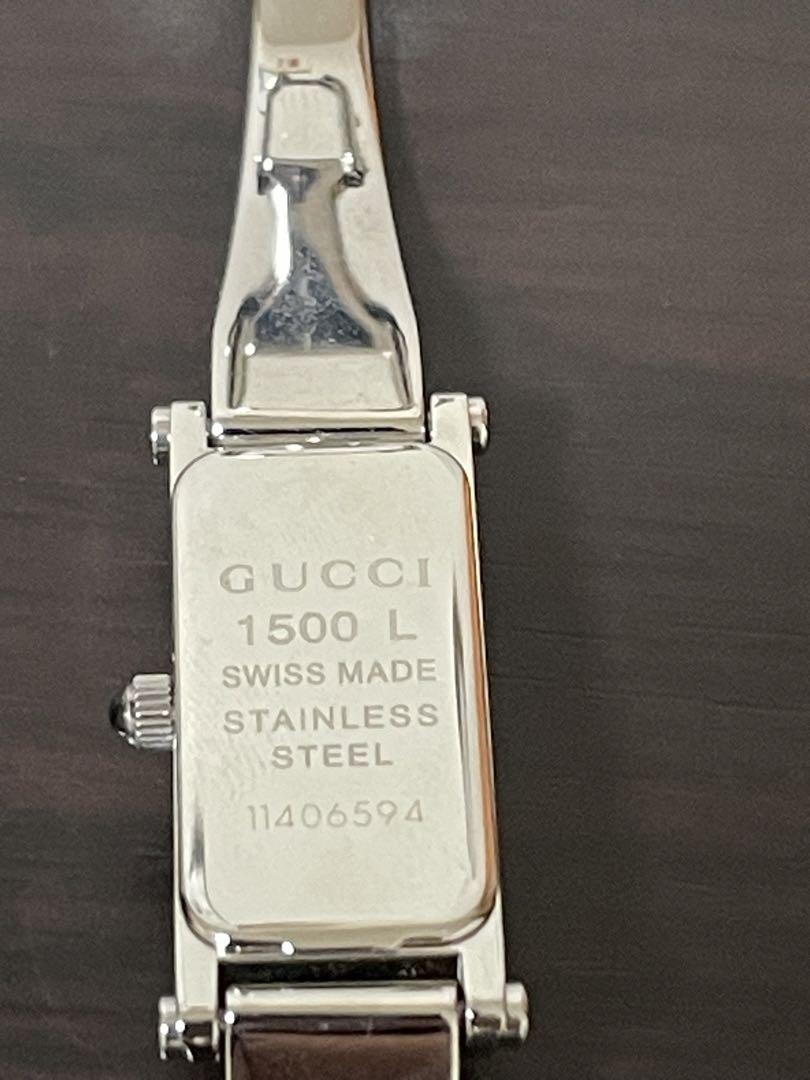 GUCCI
1500 L
SWISS MADE
STAINLESS
STEEL
11406594